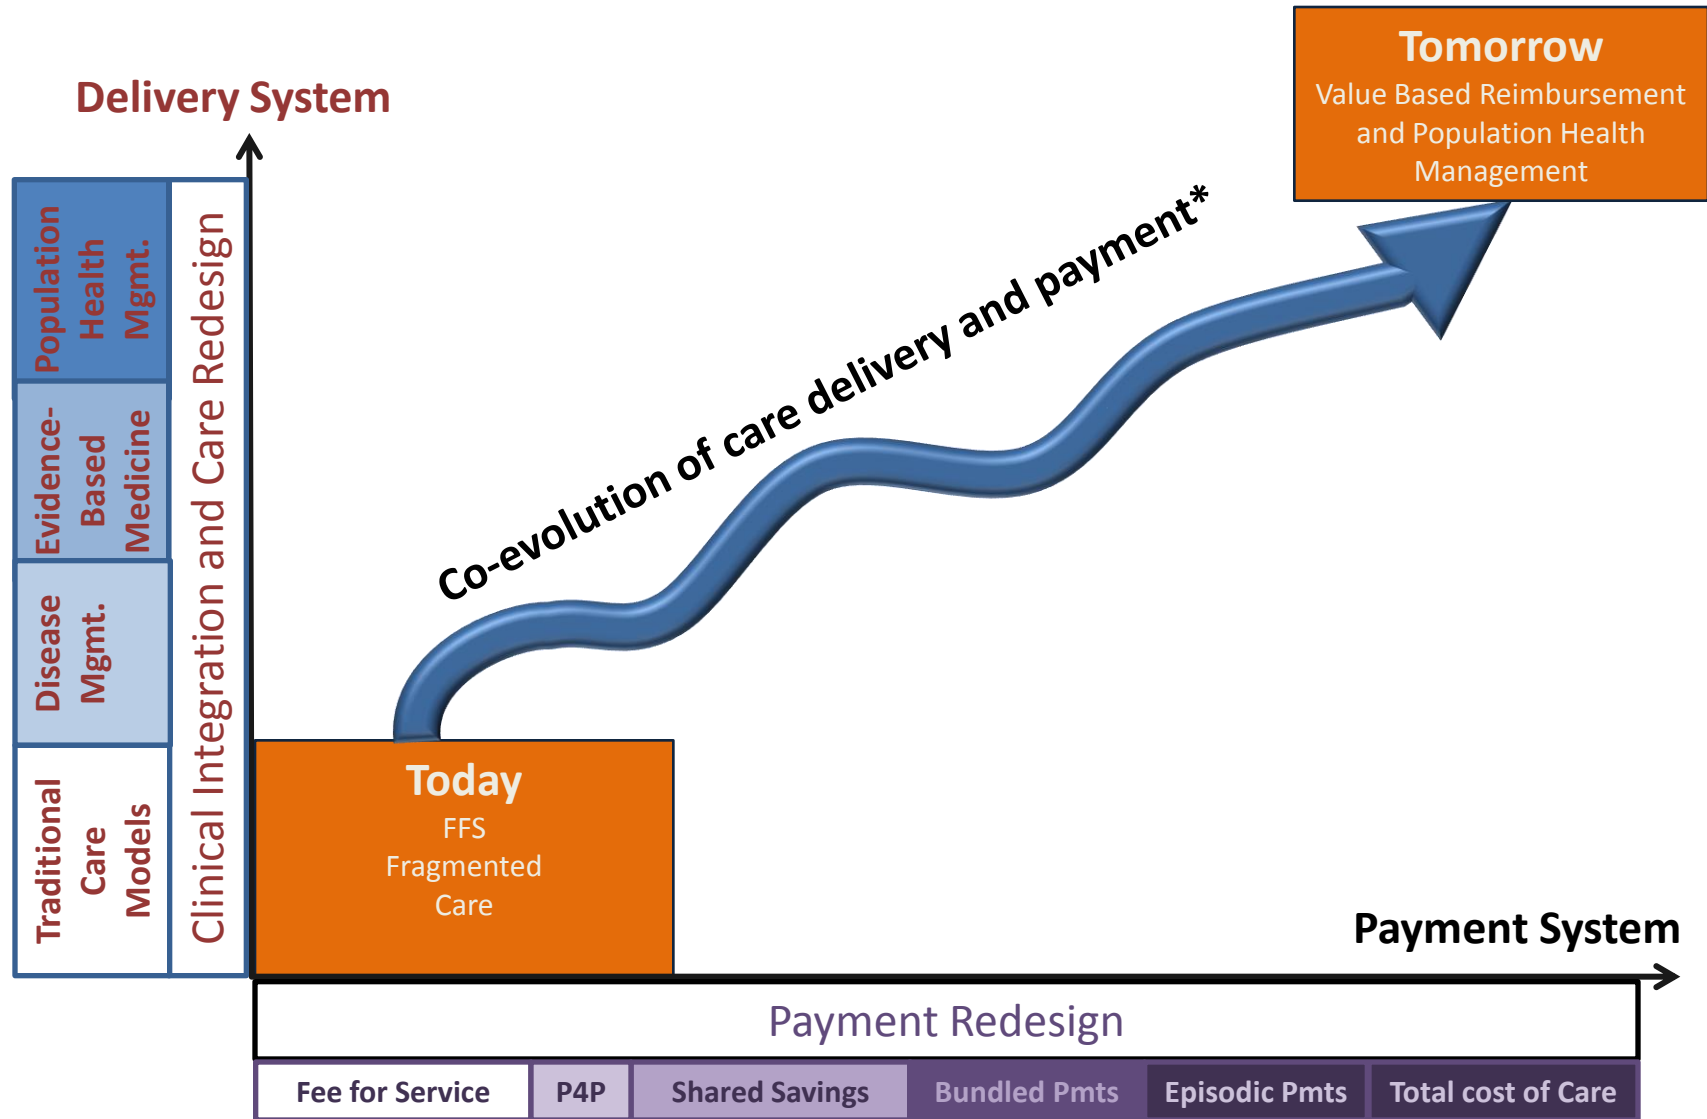 Tomorrow
Value Based Reimbursement
and Population Health
Management
Delivery System
Population
Health
Mgmt.
Evidence-
Based
Medicine
Disease
Mgmt.
Traditional
Care
Models
Clinical Integration and Care Redesign
Co-evolution of care delivery and payment*
Today
FFS
Fragmented
Care
Payment System
Payment Redesign
Fee for Service
P4P
Shared Savings
Bundled Pmts
Episodic Pmts
Total cost of Care